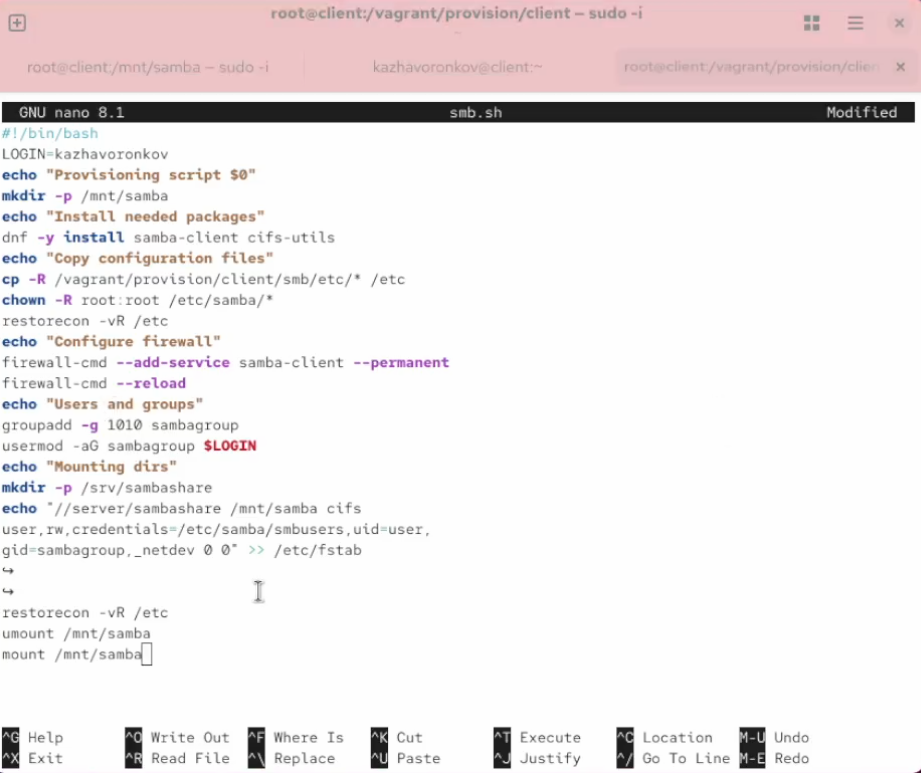 root@client:/vagrant/provision/client – sudo -i
root@client:/mnt/samba – sudo -i
kazhavoronkov@client:~
root@client:/vagrant/provision/clien
GNU nano 8.1 smb.sh Modified
#!/bin/bash
LOGIN=kazhavoronkov
echo "Provisioning script $0"
mkdir -p /mnt/samba
echo "Install needed packages"
dnf -y install samba-client cifs-utils
echo "Copy configuration files"
cp -R /vagrant/provision/client/smb/etc/* /etc
chown -R root:root /etc/samba/*
restorecon -vR /etc
echo "Configure firewall"
firewall-cmd --add-service samba-client --permanent
firewall-cmd --reload
echo "Users and groups"
groupadd -g 1010 sambagroup
usermod -aG sambagroup $LOGIN
echo "Mounting dirs"
mkdir -p /srv/sambashare
echo "//server/sambashare /mnt/samba cifs
user,rw,credentials=/etc/samba/smbusers,uid=user,
gid=sambagroup,_netdev 0 0" >> /etc/fstab
↪
↪
restorecon -vR /etc
umount /mnt/samba
mount /mnt/samba
^G Help ^O Write Out ^F Where Is ^K Cut ^T Execute ^C Location M-U Undo
^X Exit ^R Read File ^\ Replace ^U Paste ^J Justify ^/ Go To Line M-E Redo